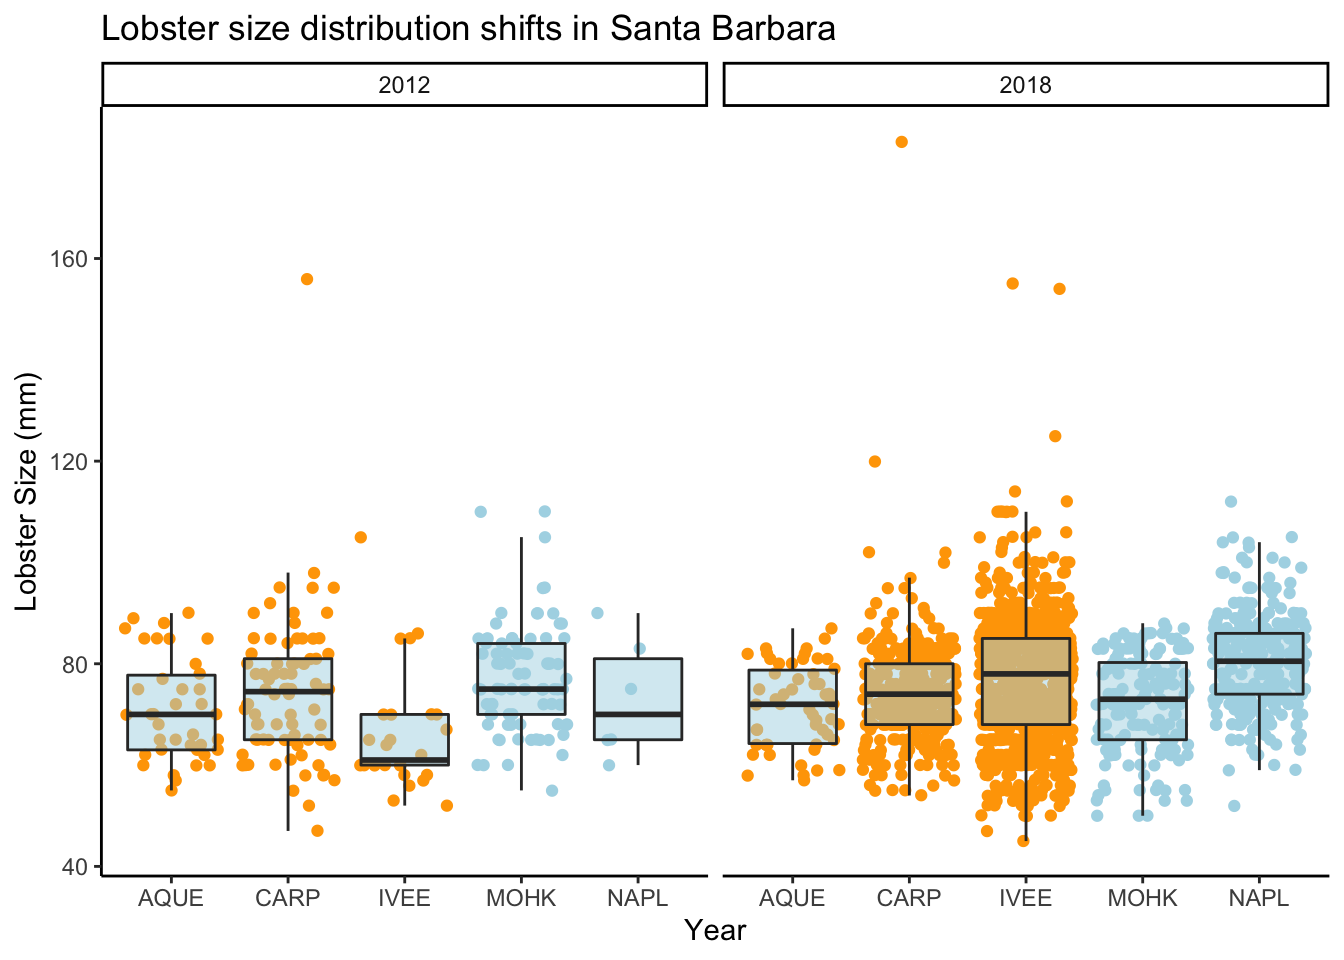 Lobster size distribution shifts in Santa Barbara
2012
2018
Lobster Size (mm)
160
120
80
40
AQUE CARP IVEE MOHK NAPL
AQUE CARP IVEE MOHK NAPL
Year